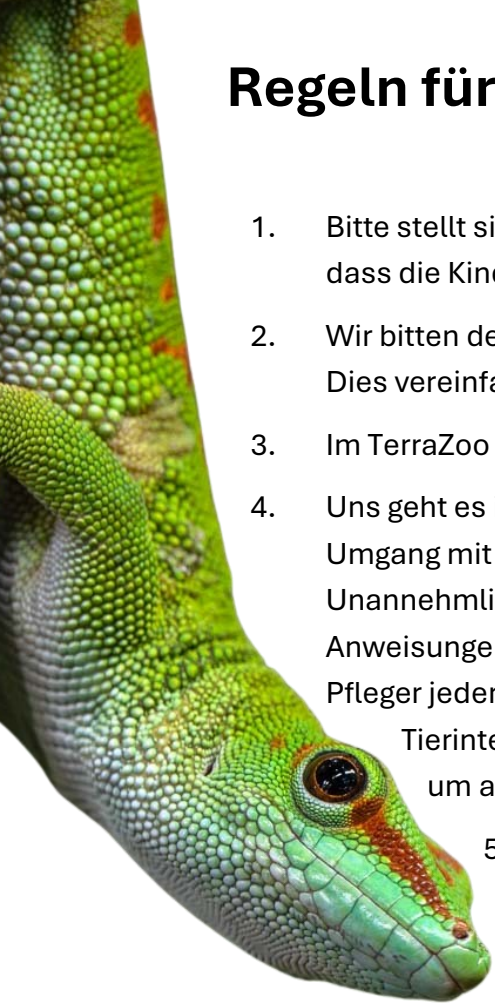 Regeln für
1. Bitte stellt si
dass die Kind
2. Wir bitten de
Dies vereinfa
3. Im TerraZoo
4. Uns geht es
Umgang mit
Unannehmli
Anweisunge
Pfleger jeder
Tierinte
um a
5